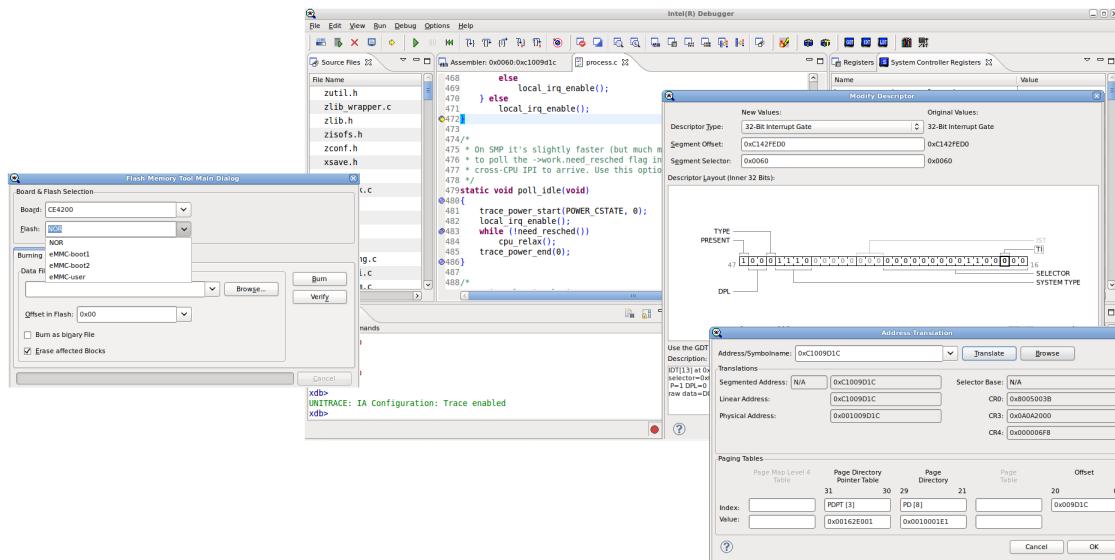 Intel(R) Debugger
File Edit View Run Debug Options Help
Source Files
File Name
zutil.h
zlib_wrapper.c
zlib.h
zisofs.h
zconf.h
xsave.h
Assembler: 0x0060:0xc1009d1c
process.c
468 else
469 local_irq_enable();
470 } else
471 local_irq_enable();
472 }
473
474 /*
475 * On SMP it's slightly faster (but much m
476 * to poll the ->work.need_resched flag in
477 * cross-CPU IPI to arrive. Use this optio
478 */
479 static void poll_idle(void)
480 {
481 trace_power_start(POWER_CSTATE, 0);
482 local_irq_enable();
483 while (!need_resched())
484 cpu_relax();
485 trace_power_end(0);
486 }
487
488 /*
Registers
System Controller Registers
Name Value
xdb>
UNITRACE: IA Configuration: Trace enabled
xdb>
Flash Memory Tool Main Dialog
Board & Flash Selection
Board: CE4200
Flash: NOR
NOR
eMMC-boot1
eMMC-boot2
eMMC-user
Burning
Data Fil
Browse...
Burn
Verify
Offset in Flash: 0x00
Burn as binary File
Erase affected Blocks
Cancel
Modify Descriptor
New Values: Original Values:
Descriptor Type: 32-Bit Interrupt Gate 32-Bit Interrupt Gate
Segment Offset: 0xC142FED0 0xC142FED0
Segment Selector: 0x0060 0x0060
Descriptor Layout (Inner 32 Bits):
TYPE
PRESENT
IST
TI
47
16
SELECTOR
SYSTEM TYPE
DPL
Use the GDT
Description:
P=1 DPL=0
Address Translation
Address/Symbolname: 0xC1009D1C Translate Browse
Translations
Segmented Address: N/A 0xC1009D1C Selector Base: N/A
Linear Address: 0xC1009D1C CR0: 0x8005003B
Physical Address: 0x001009D1C CR3: 0x0A0A2000
CR4: 0x000006F8
Paging Tables
Page Map Level 4 Table
Page Directory Pointer Table
Page Directory
Page Table
Offset
31 30 29 21 20
Index: PDPT [3] PD [8] 0x009D1C
Value: 0x00162E001 0x0010001E1
Cancel OK